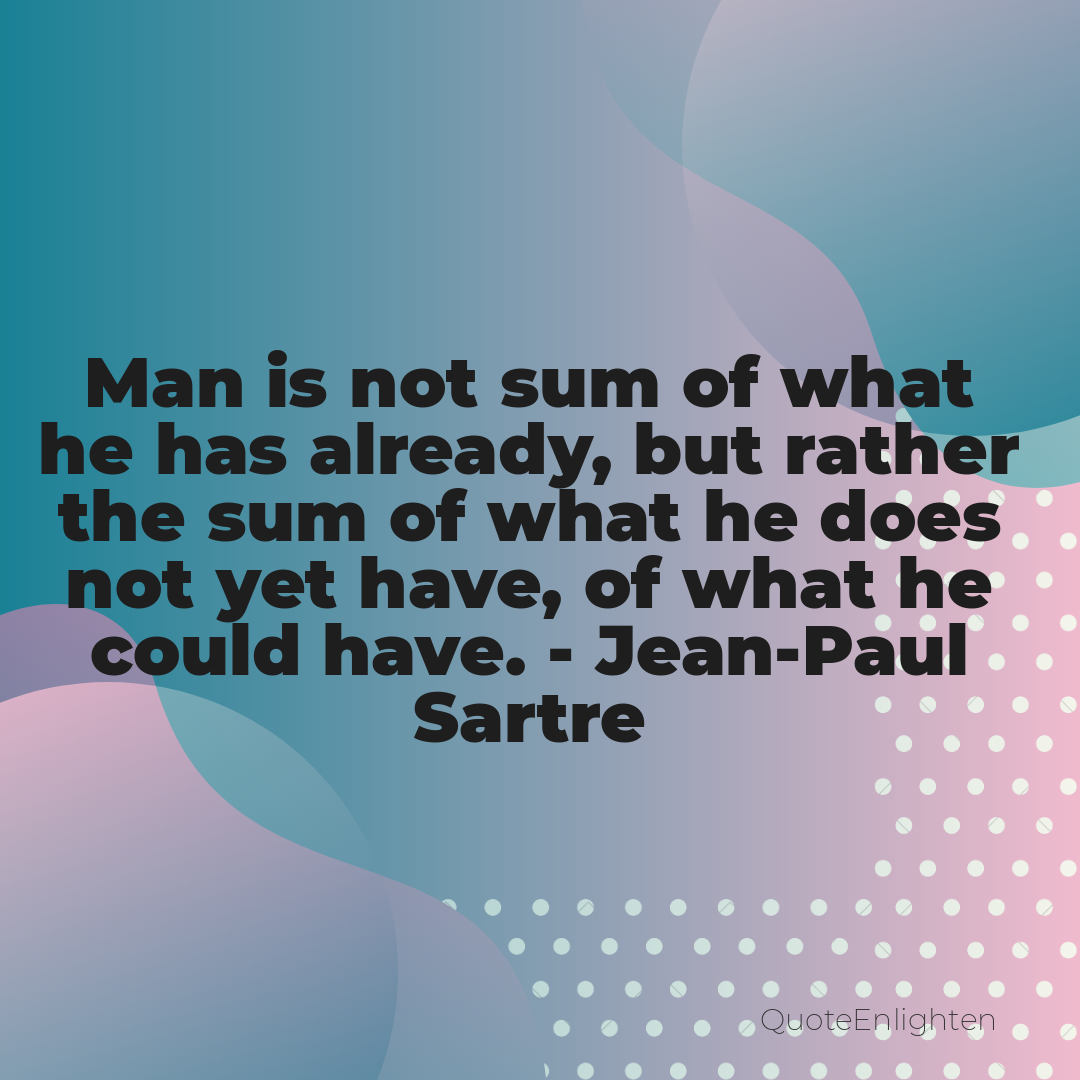 Man is not sum of what
he has already, but rather
the sum of what he does
not yet have, of what he
could have. - Jean-Paul
Sartre
QuoteEnlighten